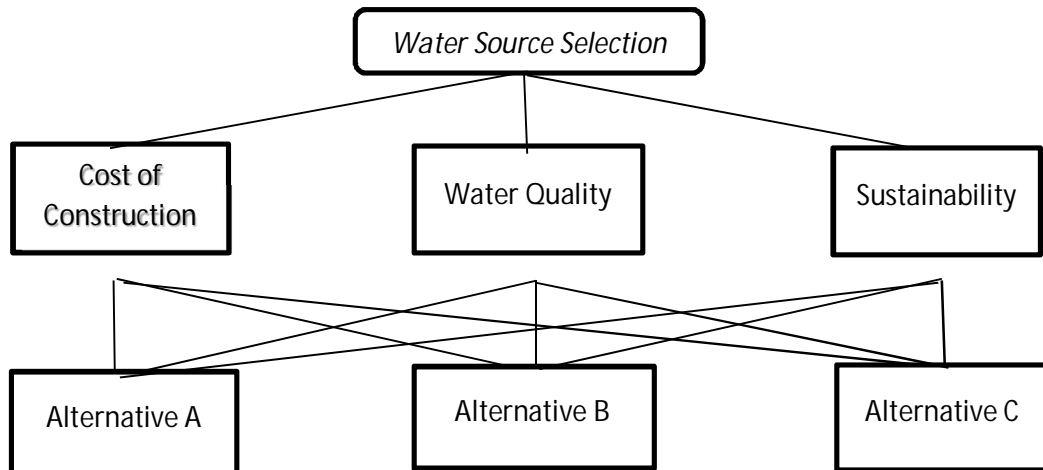 Water Source Selection
Cost of
Construction
Water Quality
Sustainability
Alternative A
Alternative B
Alternative C